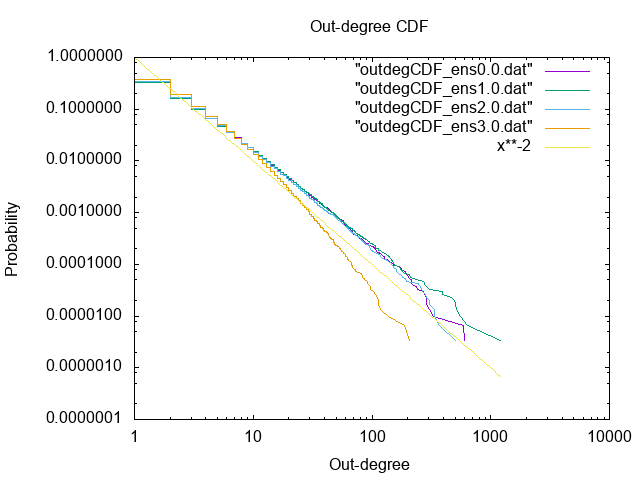 Out-degree CDF
1.0000000
0.1000000
0.0100000
0.0010000
0.0001000
0.0000100
0.0000010
0.0000001
Probability
"outdegCDF_ens0.0.dat"
"outdegCDF_ens1.0.dat"
"outdegCDF_ens2.0.dat"
"outdegCDF_ens3.0.dat"
x**-2
1 10 100 1000 10000
Out-degree